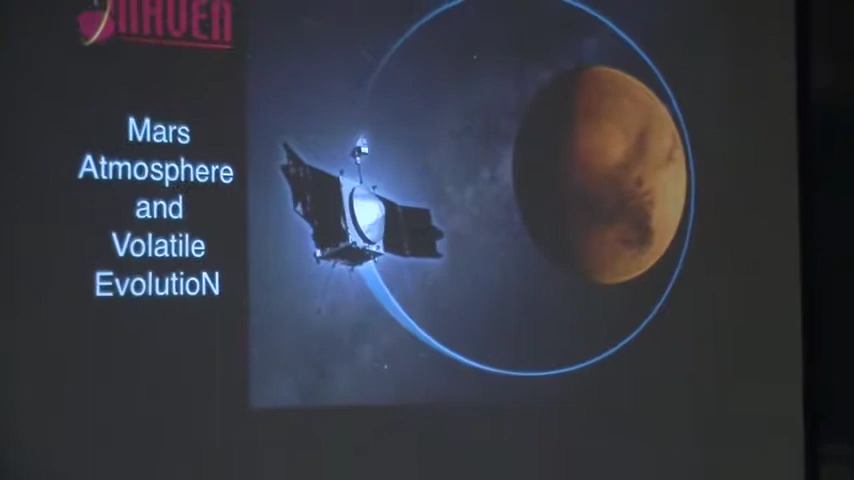 MAVEN
Mars
Atmosphere
and
Volatile
EvolutioN